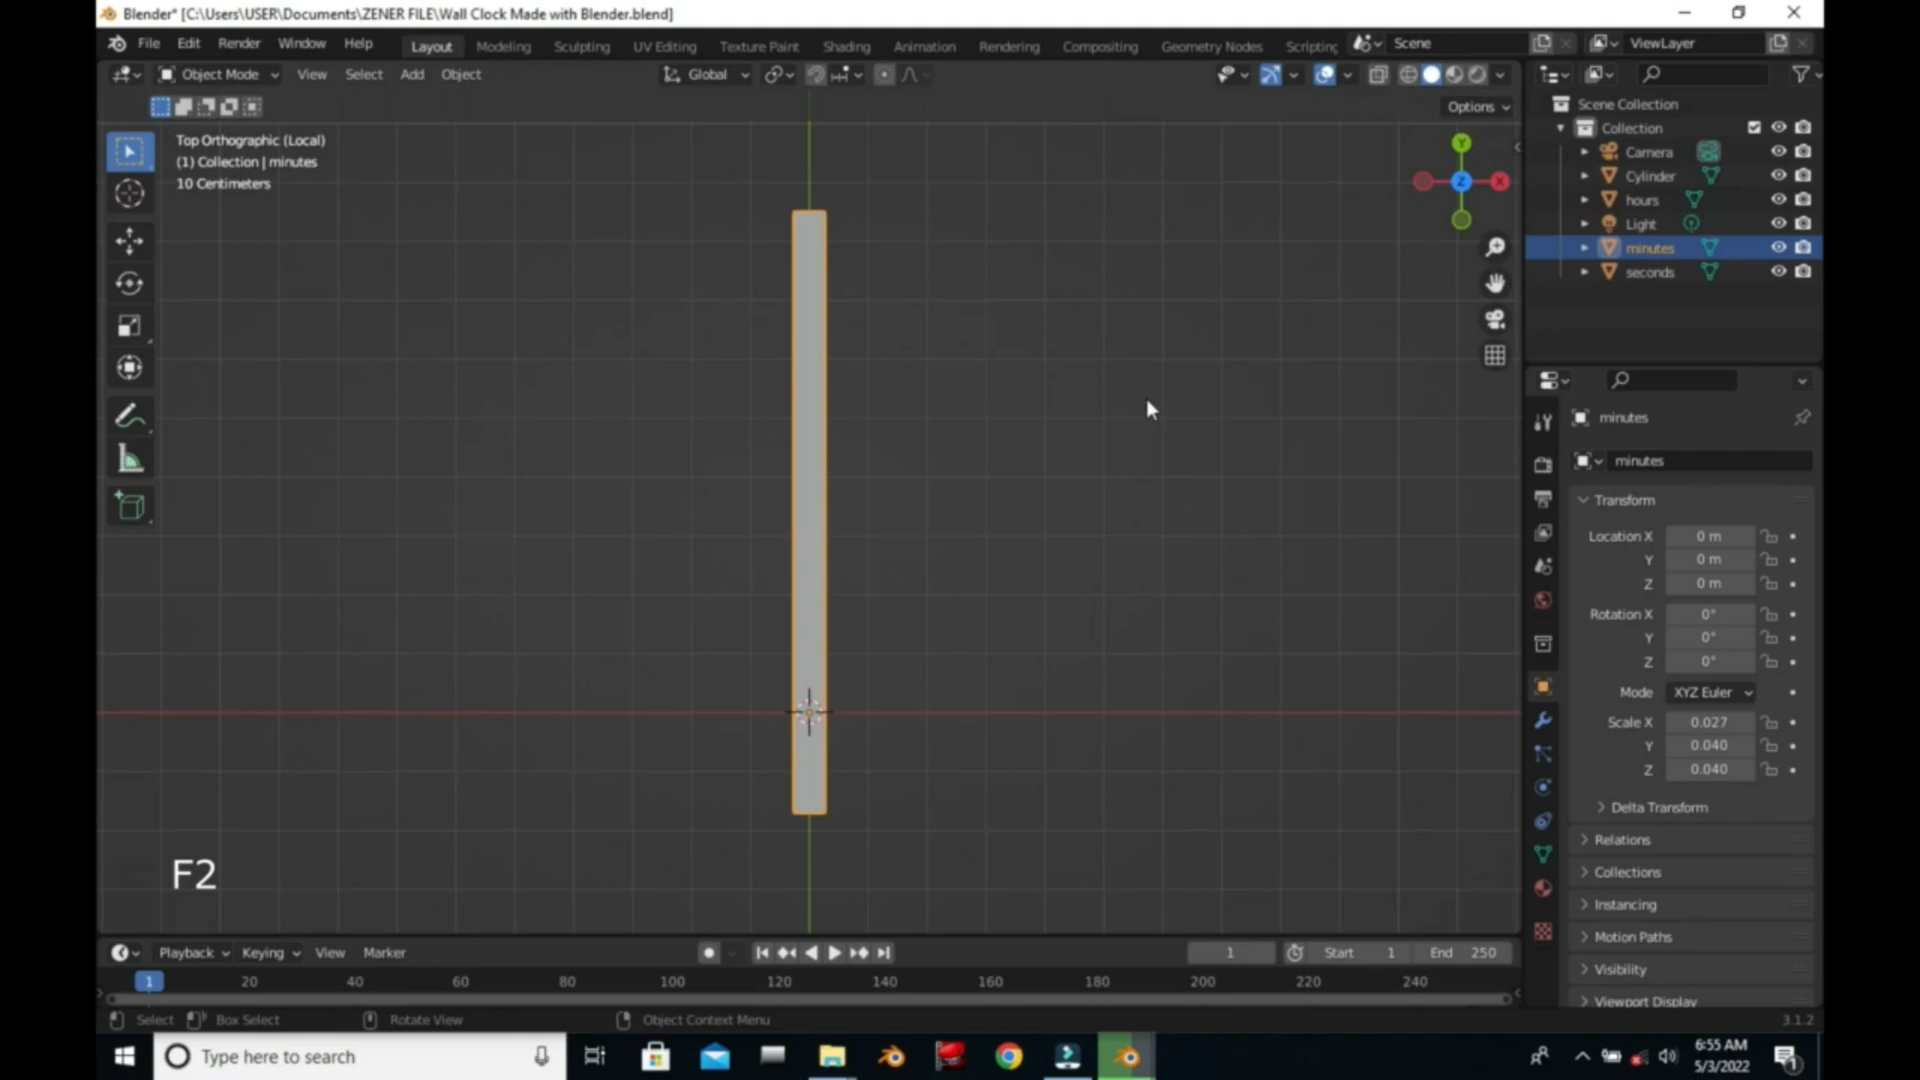 Blender* [C:\Users\USER\Documents\ZENER FILE\Wall Clock Made with Blender.blend]
File Edit Render Window Help Layout Modeling Sculpting UV Editing Texture Paint Shading Animation Rendering Compositing Geometry Nodes Scripting Scene ViewLayer
Object Mode View Select Add Object Global
Options
Top Orthographic (Local)
(1) Collection | minutes
10 Centimeters
Y
Z X
Scene Collection
Collection
Camera
Cylinder
hours
Light
minutes
seconds
minutes
minutes
Transform
Location X 0 m
Y 0 m
Z 0 m
Rotation X 0°
Y 0°
Z 0°
Mode XYZ Euler
Scale X 0.027
Y 0.040
Z 0.040
Delta Transform
Relations
Collections
Instancing
Motion Paths
Visibility
Viewport Display
F2
Playback Keying View Marker 1 Start 1 End 250
1 20 40 60 80 100 120 140 160 180 200 220 240
Select Box Select Rotate View Object Context Menu 3.1.2
Type here to search
6:55 AM
5/3/2022
1